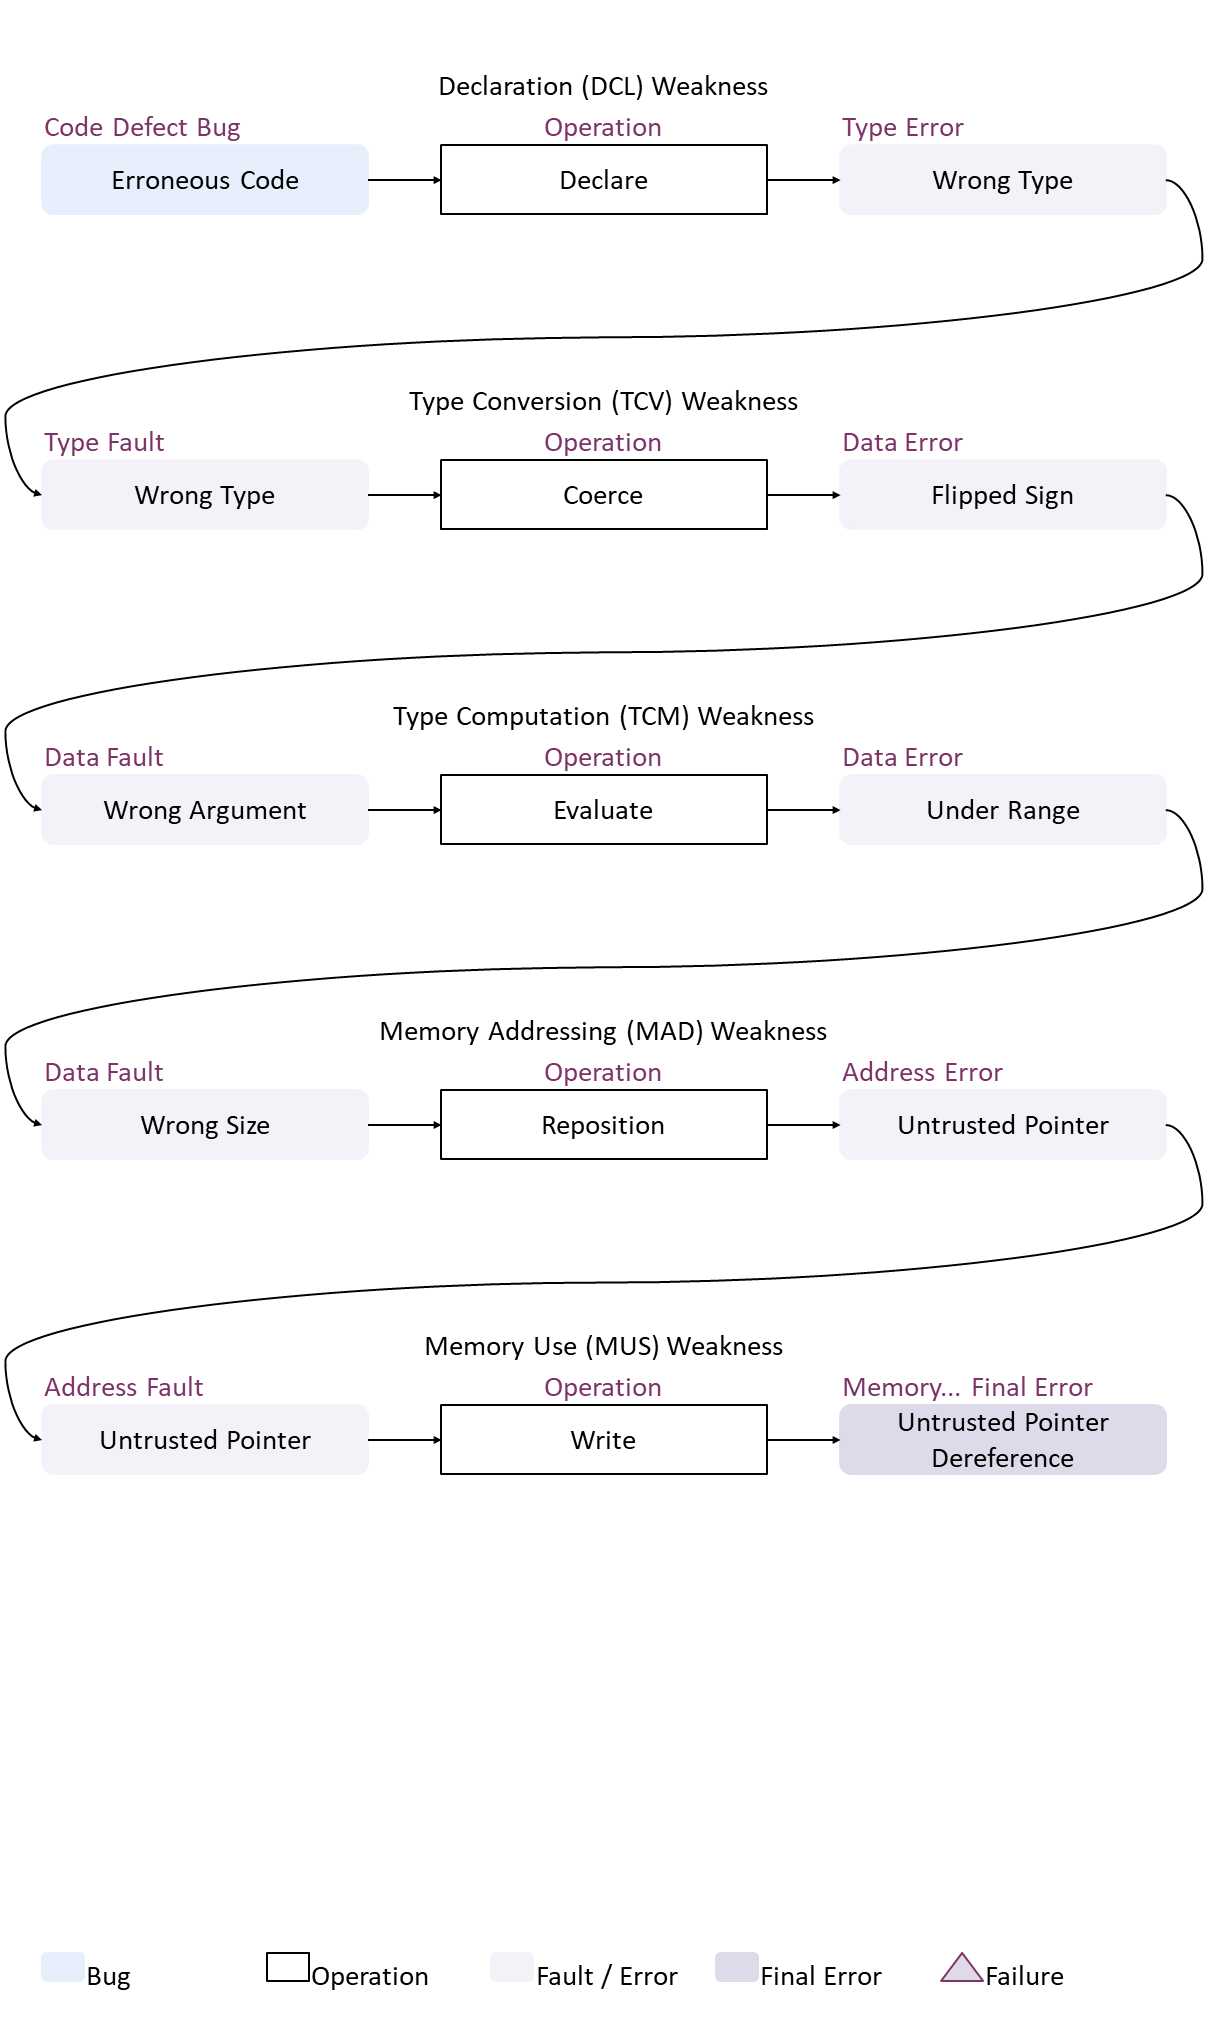 Declaration (DCL) Weakness
Code Defect Bug
Operation
Type Error
Erroneous Code
Declare
Wrong Type
Type Conversion (TCV) Weakness
Type Fault
Operation
Data Error
Wrong Type
Coerce
Flipped Sign
Type Computation (TCM) Weakness
Data Fault
Operation
Data Error
Wrong Argument
Evaluate
Under Range
Memory Addressing (MAD) Weakness
Data Fault
Operation
Address Error
Wrong Size
Reposition
Untrusted Pointer
Memory Use (MUS) Weakness
Address Fault
Operation
Memory... Final Error
Untrusted Pointer
Write
Untrusted Pointer
Dereference
Bug
Operation
Fault / Error
Final Error
Failure